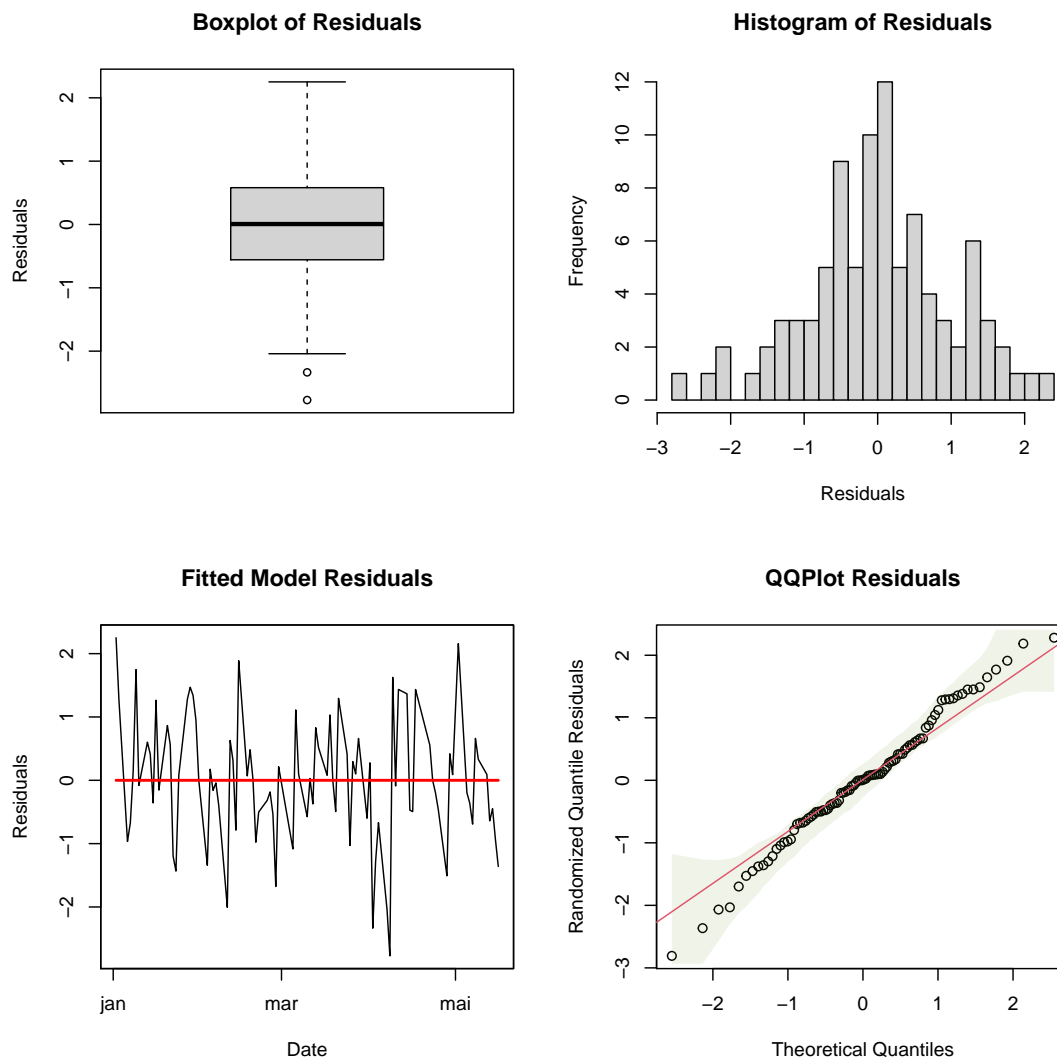 Boxplot of Residuals
Residuals
2
1
0
−1
−2
Histogram of Residuals
Frequency
12
10
8
6
4
2
0
−3 −2 −1 0 1 2
Residuals
Fitted Model Residuals
Residuals
2
1
0
−1
−2
jan mar mai
Date
QQPlot Residuals
Randomized Quantile Residuals
2
1
0
−1
−2
−3
−2 −1 0 1 2
Theoretical Quantiles